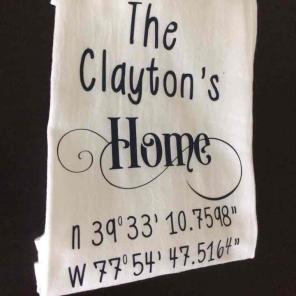 The
Clayton's
Home
n 39°33' 10.7598"
W 77°54' 47.5164"